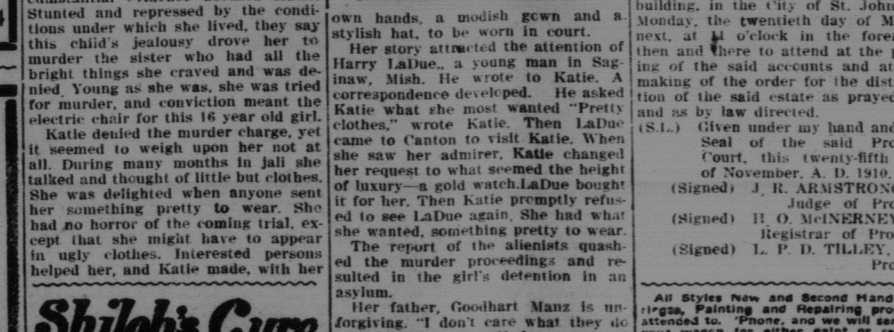 Stunted and repressed by the condi-
tions under which she lived, they say
this child's jealousy drove her to
murder the sister who had all the
bright things she craved and was de-
nied. Young as she was, she was tried
for murder, and conviction meant the
electric chair for this 16 year old girl.
Katie denied the murder charge, yet
it seemed to weigh upon her not at
all. During many months in jali she
talked and thought of little but clothes.
She was delighted when anyone sent
her something pretty to wear. She
had no horror of the coming trial, ex-
cept that she might have to appear
in ugly clothes. Interested persons
helped her, and Katie made, with her
Shiloh's Cure
own hands, a modish gown and a
stylish hat, to be worn in court.
Her story attracted the attention of
Harry LaDue., a young man in Sag-
inaw, Mish. He wrote to Katie. A
correspondence developed. He asked
Katie what she most wanted "Pretty
clothes," wrote Katie. Then LaDue
came to Canton to visit Katie. When
she saw her admirer, Katie changed
her request to what seemed the height
of luxury—a gold watch.LaDue bought
it for her. Then Katie promptly refus-
ed to see LaDue again. She had what
she wanted, something pretty to wear.
The report of the alienists quash-
ed the murder proceedings and re-
sulted in the girl's detention in an
asylum.
Her father, Goodhart Manz is un-
forgiving. "I don't care what they do
building, in the City of St. John
Monday, the twentieth day of M
next, at o'clock in the fore
then and there to attend at the
ing of the said accounts and at
making of the order for the dist
tion of the said estate as praye
and as by law directed.
(S.L.) Given under my hand and
Seal of the said Pro
Court, this twenty-fifth
of November, A. D. 1910.
(Signed) J. R. ARMSTRON
Judge of Pro
(Signed) H. O. McINERNE
Registrar of Pro
(Signed) L. P. D. TILLEY,
Pro
All Styles New and Second Hand
riages, Painting and Repairing pro
attended to. 'Phone, and we will